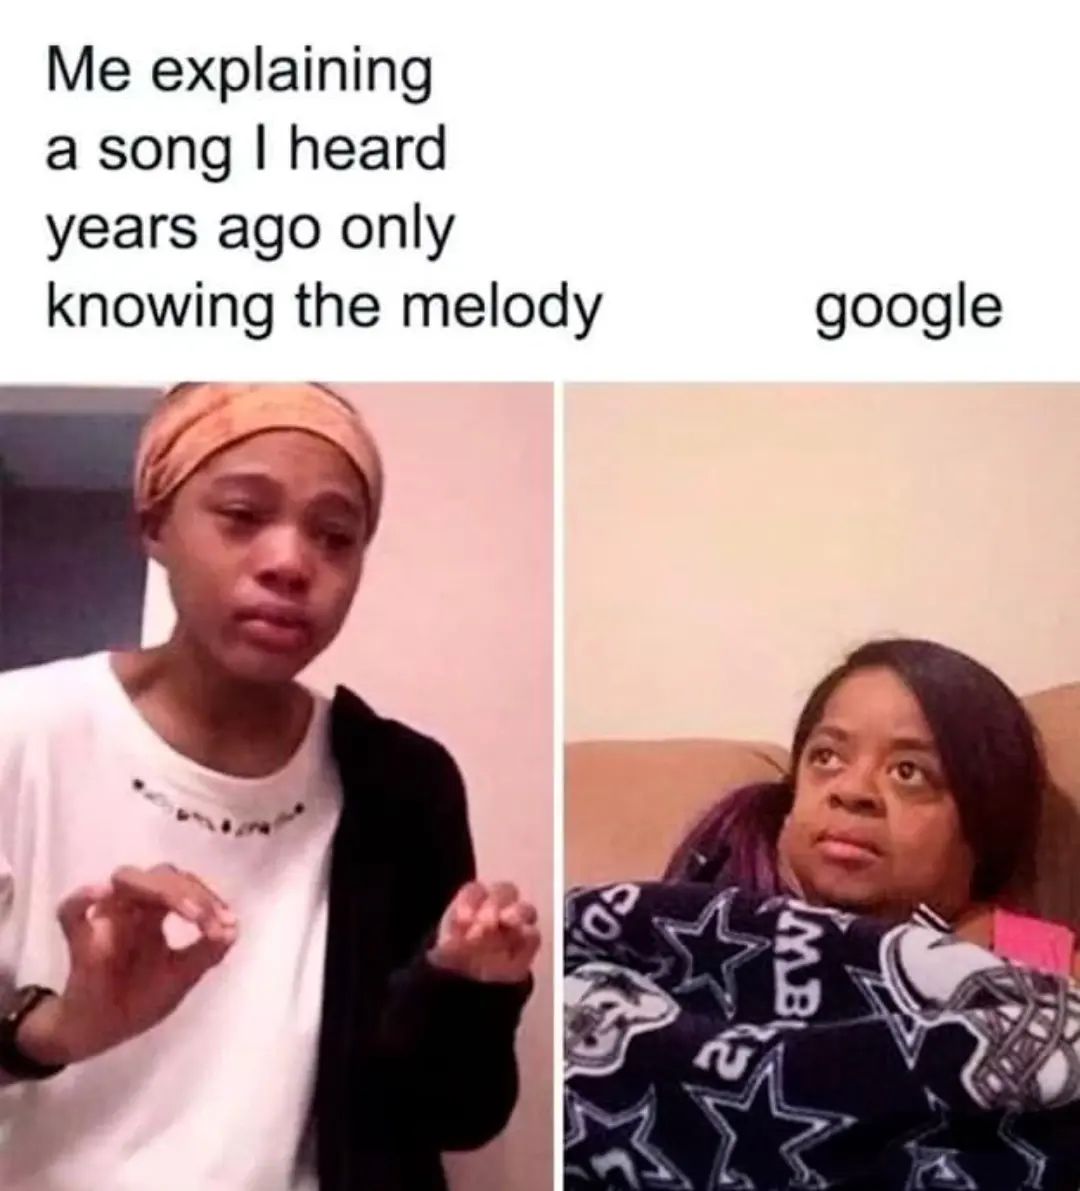 Me explaining
a song I heard
years ago only
knowing the melody
google